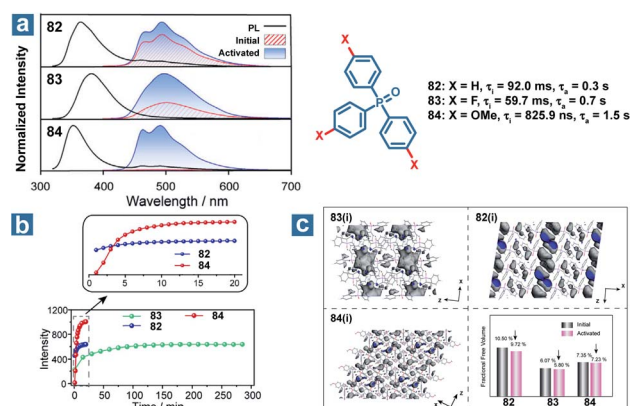 a
82
83
84
PL
Initial
Activated
Normalized Intensity
300 400 500 600 700
Wavelength / nm
X
P
O
X
X
82: X = H, τi = 92.0 ms, τa = 0.3 s
83: X = F, τi = 59.7 ms, τa = 0.7 s
84: X = OMe, τi = 825.9 ns, τa = 1.5 s
b
82
84
0 5 10 15 20
83
84
82
Intensity
1200
800
400
0
0 50 100 150 200 250 300
Time / min
c
83(i)
x
z
82(i)
z
x
84(i)
z
x
Fractional Free Volume
Initial
Activated
10.50 %
9.72 %
6.07 %
5.80 %
7.35 %
7.23 %
82 83 84